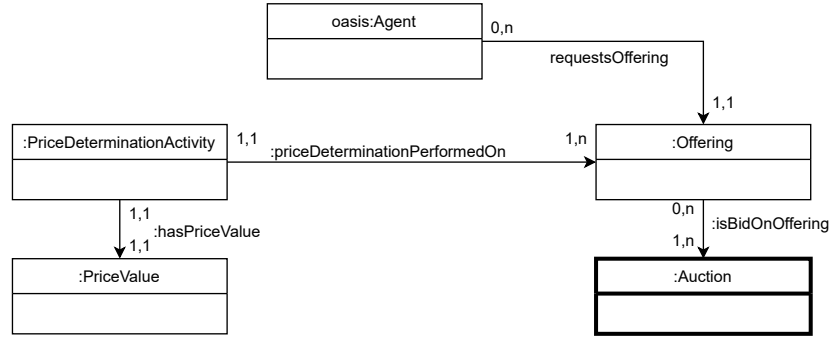 oasis:Agent
0,n
requestsOffering
1,1
:PriceDeterminationActivity
1,1
:priceDeterminationPerformedOn
1,n
:Offering
1,1
:hasPriceValue
1,1
0,n
:isBidOnOffering
1,n
:PriceValue
:Auction